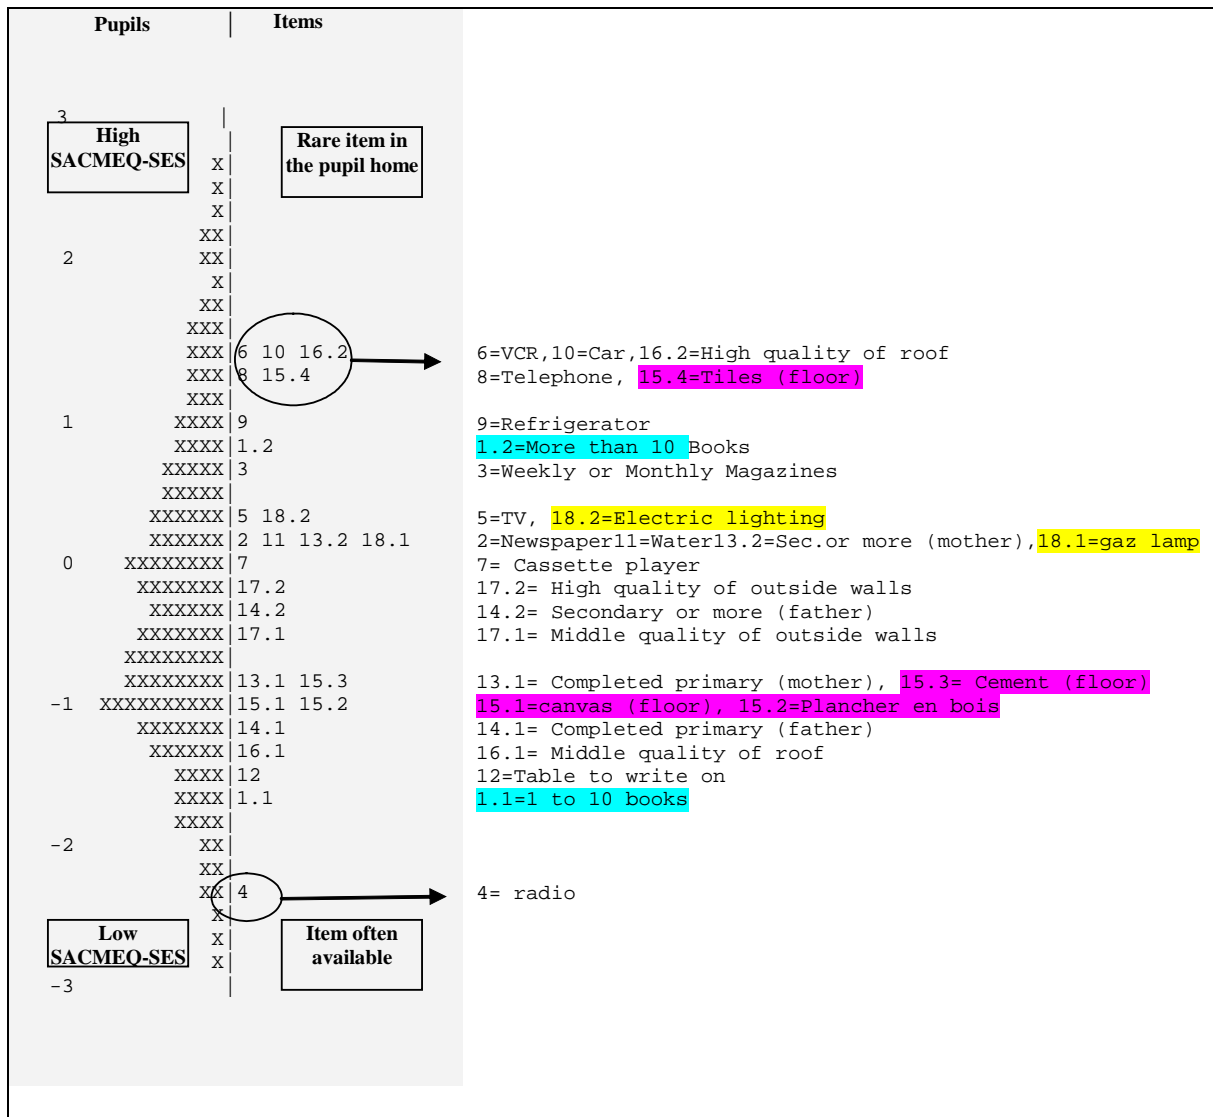 Pupils | Items
3 |
High SACMEQ-SES
Rare item in the pupil home
|
X|
X|
X|
XX|
2 XX|
X|
XX|
XXX|
XXX|6 10 16.2 6=VCR,10=Car,16.2=High quality of roof
XXX|8 15.4 8=Telephone, 15.4=Tiles (floor)
XXX|
1 XXXX|9 9=Refrigerator
XXXX|1.2 1.2=More than 10 Books
XXXXX|3 3=Weekly or Monthly Magazines
XXXXX|
XXXXXX|5 18.2 5=TV, 18.2=Electric lighting
XXXXXX|2 11 13.2 18.1 2=Newspaper11=Water13.2=Sec.or more (mother),18.1=gaz lamp
0 XXXXXXXX|7 7= Cassette player
XXXXXXX|17.2 17.2= High quality of outside walls
XXXXXX|14.2 14.2= Secondary or more (father)
XXXXXXX|17.1 17.1= Middle quality of outside walls
XXXXXXXX|
XXXXXXXX|13.1 15.3 13.1= Completed primary (mother), 15.3= Cement (floor)
-1 XXXXXXXXXX|15.1 15.2 15.1=canvas (floor), 15.2=Plancher en bois
XXXXXXX|14.1 14.1= Completed primary (father)
XXXXXX|16.1 16.1= Middle quality of roof
XXXX|12 12=Table to write on
XXXX|1.1 1.1=1 to 10 books
XXXX|
-2 XX|
XX|
XX|4 4= radio
X|
X|
X|
Low SACMEQ-SES
Item often available
-3 |